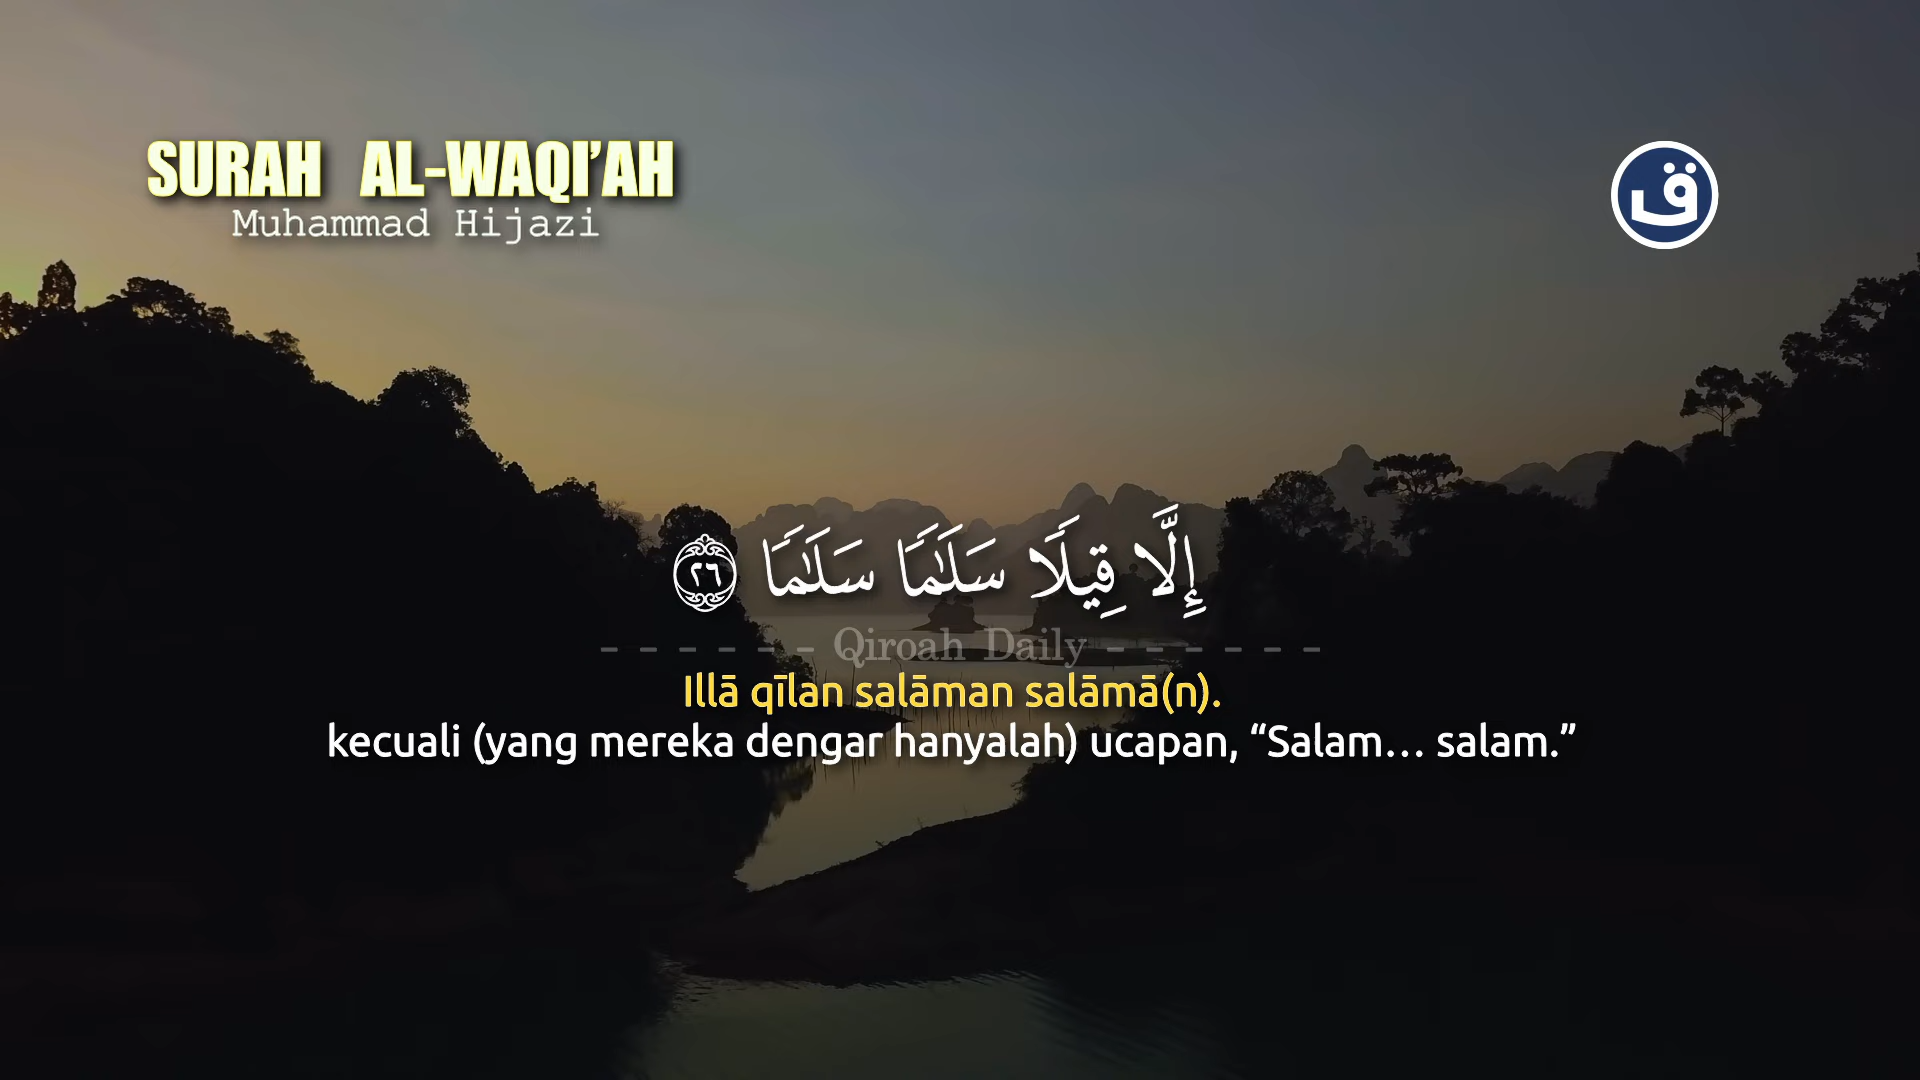 SURAH AL-WAQI’AH
Muhammad Hijazi
ق
إِلَّا قِيلًا سَلَٰمًا سَلَٰمًا ٢٦
- - - - - - Qiroah Daily - - - - - -
Illā qīlan salāman salāmā(n).
kecuali (yang mereka dengar hanyalah) ucapan, “Salam… salam.”